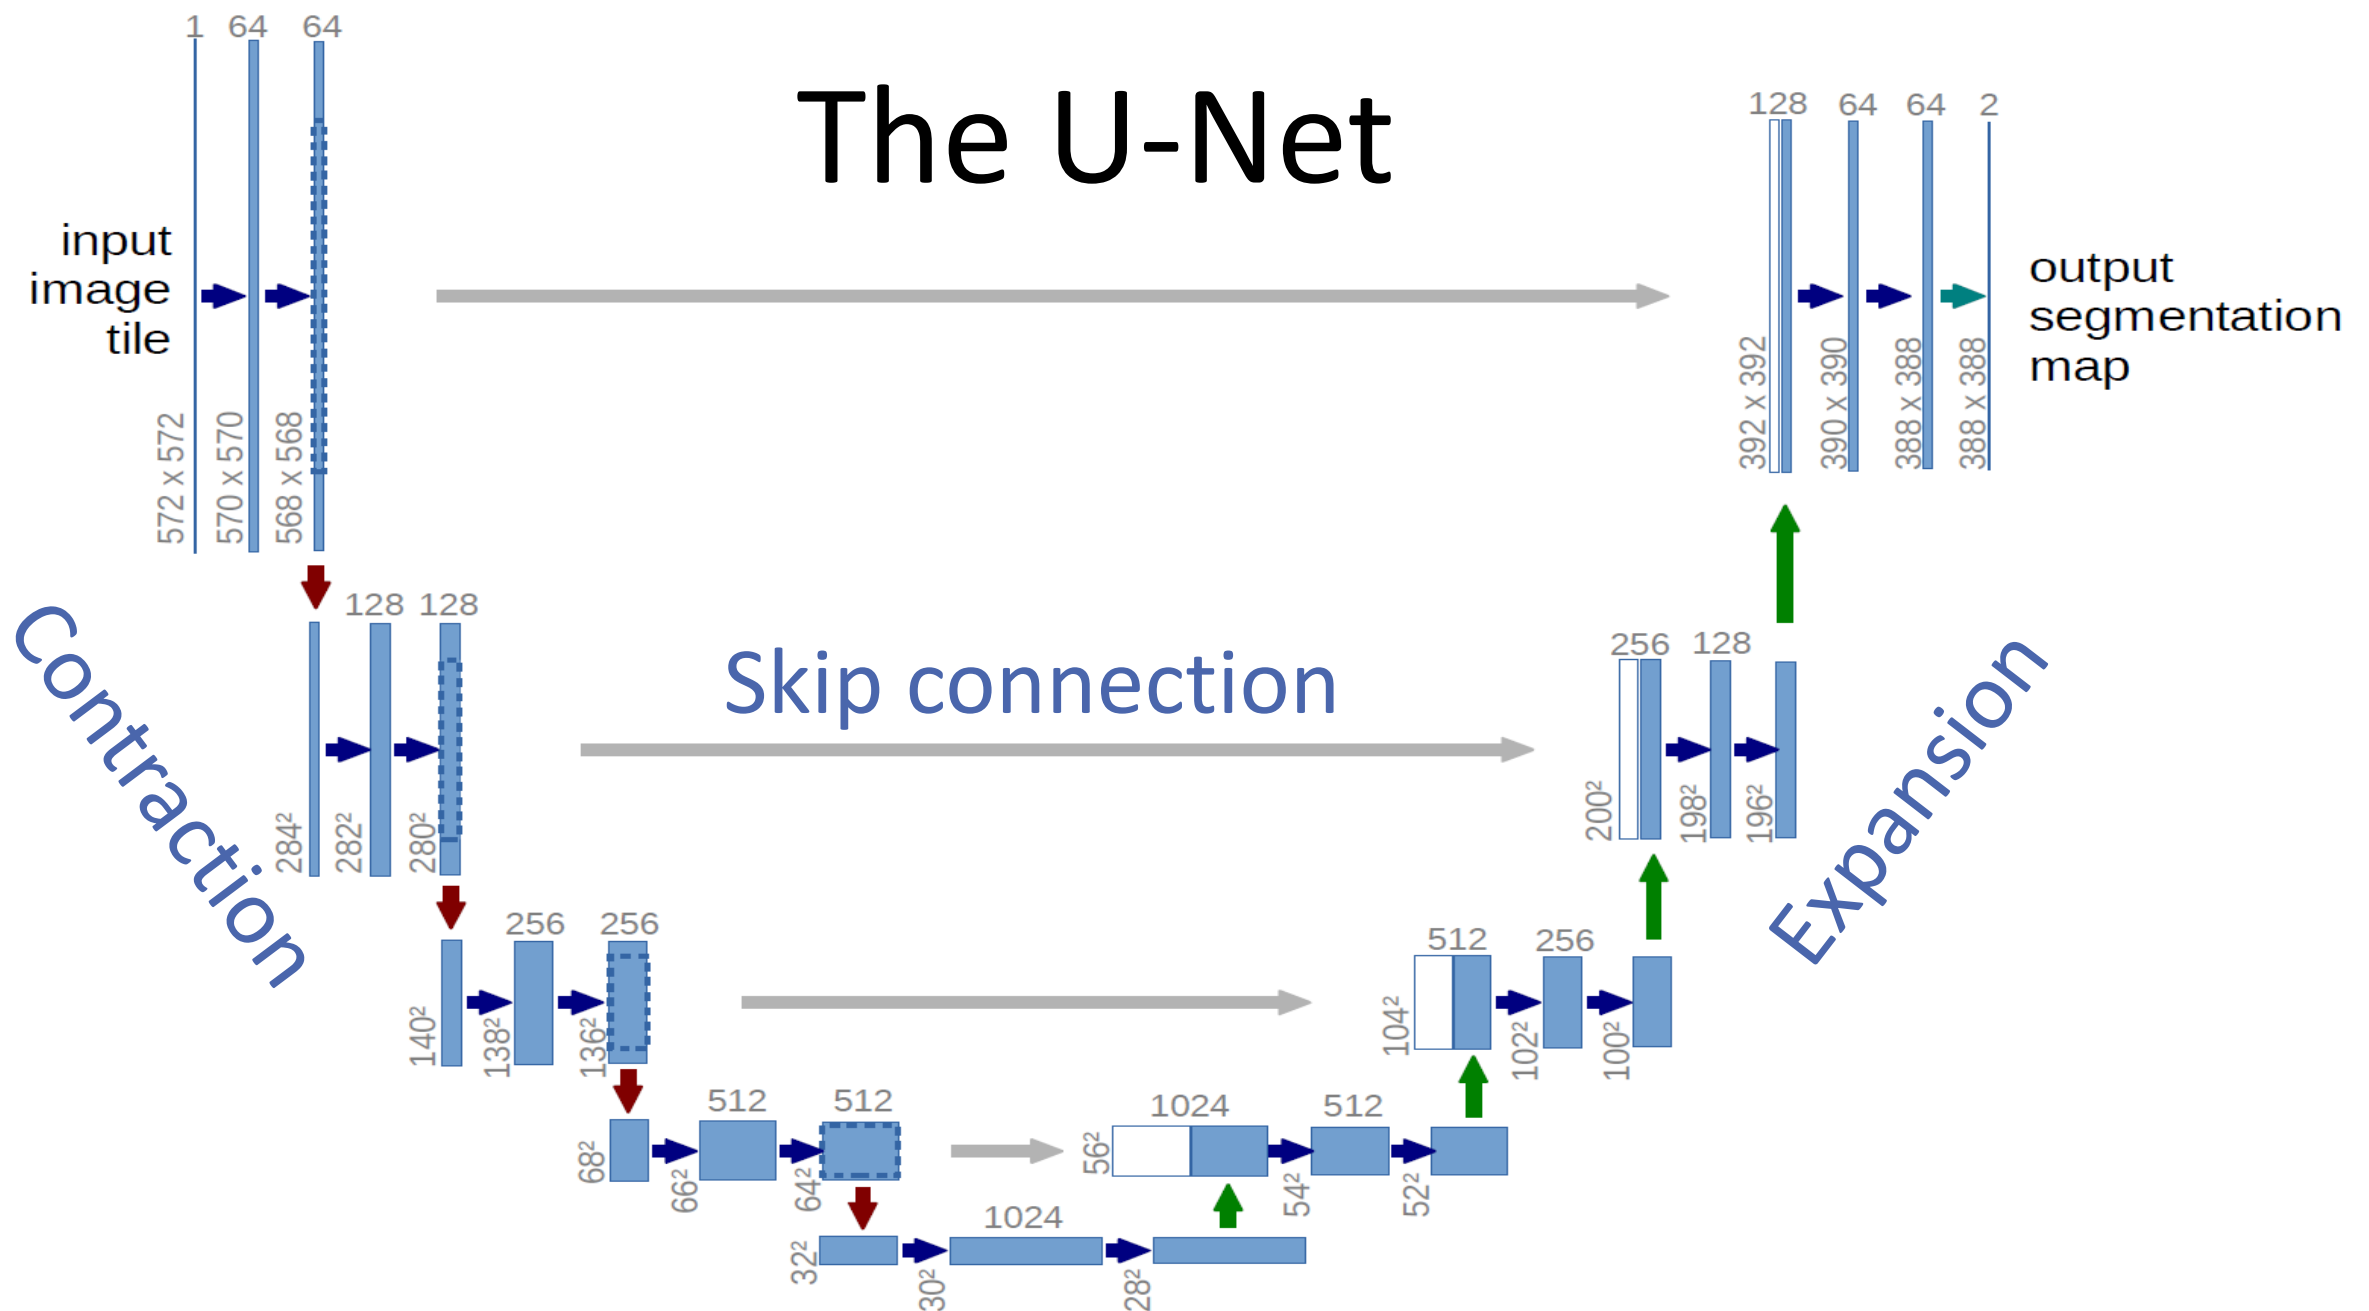 The U-Net
1 64 64
input
image
tile
572 x 572
570 x 570
568 x 568
128 64 64 2
392 x 392
390 x 390
388 x 388
388 x 388
output
segmentation
map
Contraction
128 128
284²
282²
280²
Skip connection
256 128
200²
198²
196²
Expansion
256 256
140²
138²
136²
512 256
104²
102²
100²
512 512
68²
66²
64²
1024 512
56²
54²
52²
1024
32²
30²
28²